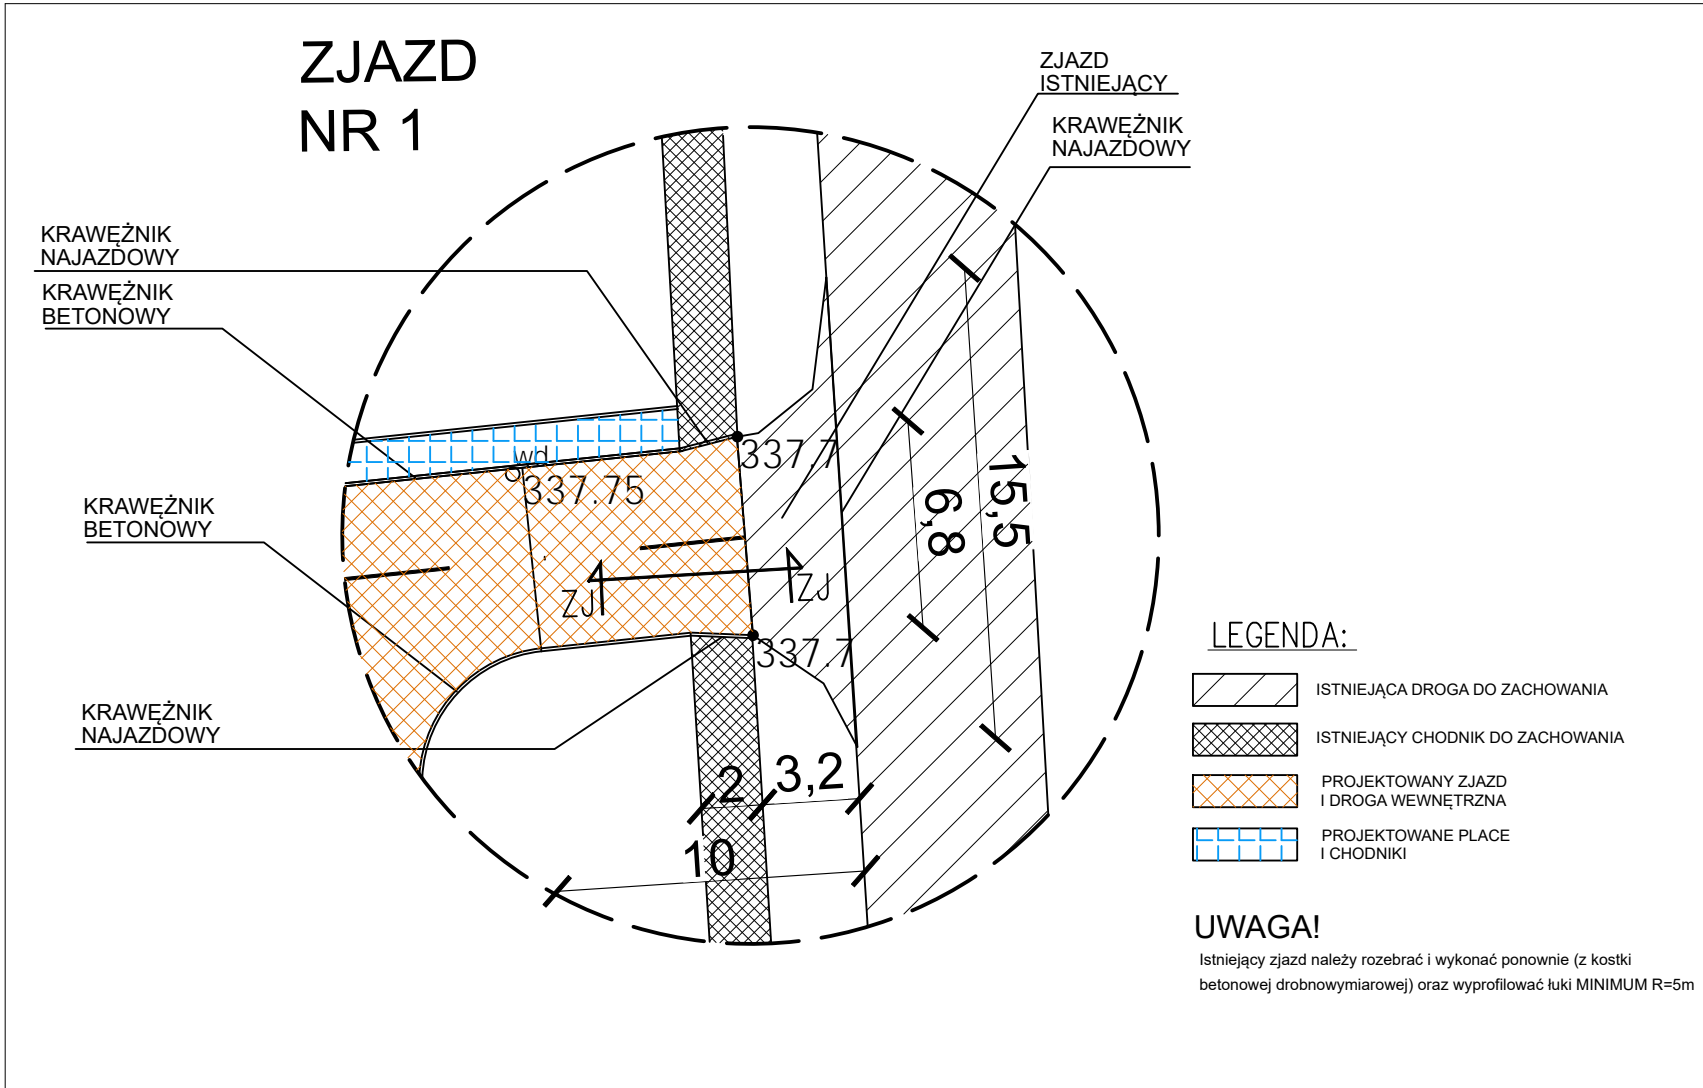 ZJAZD
NR 1
ZJAZD
ISTNIEJĄCY
KRAWĘŻNIK
NAJAZDOWY
KRAWĘŻNIK
NAJAZDOWY
KRAWĘŻNIK
BETONOWY
wd
337.7
337.75
KRAWĘŻNIK
BETONOWY
6,8
15,5
ZJ
ZJ
337.7
KRAWĘŻNIK
NAJAZDOWY
2
3,2
10
LEGENDA:
ISTNIEJĄCA DROGA DO ZACHOWANIA
ISTNIEJĄCY CHODNIK DO ZACHOWANIA
PROJEKTOWANY ZJAZD
I DROGA WEWNĘTRZNA
PROJEKTOWANE PLACE
I CHODNIKI
UWAGA!
Istniejący zjazd należy rozebrać i wykonać ponownie (z kostki
betonowej drobnowymiarowej) oraz wyprofilować łuki MINIMUM R=5m